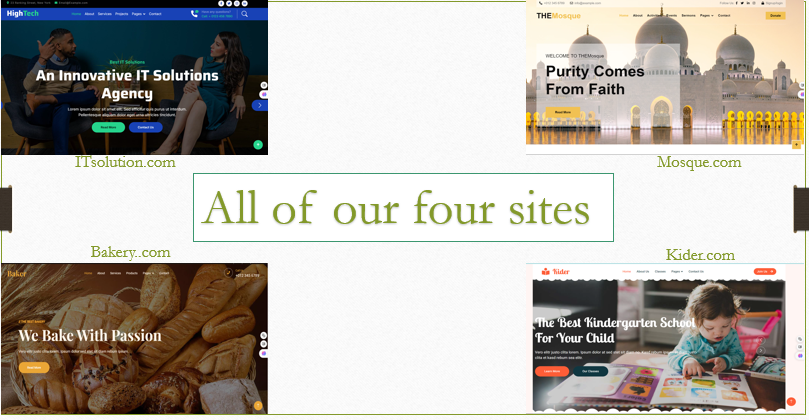 HighTech
Home About Services Projects Pages Contact
Best IT Solutions
An Innovative IT Solutions
Agency
Read More Contact Us
ITsolution.com
THEMosque
Home About Activities Events Sermons Pages Contact
Donate
WELCOME TO THEMosque
Purity Comes
From Faith
Read More
Mosque.com
All of our four sites
Bakery..com
Baker
Home About Services Products Pages Contact
We Bake With Passion
Read More
Kider.com
Kider
Home About Us Classes Pages Contact Us
Join Us
The Best Kindergarten School
For Your Child
Learn More Our Classes